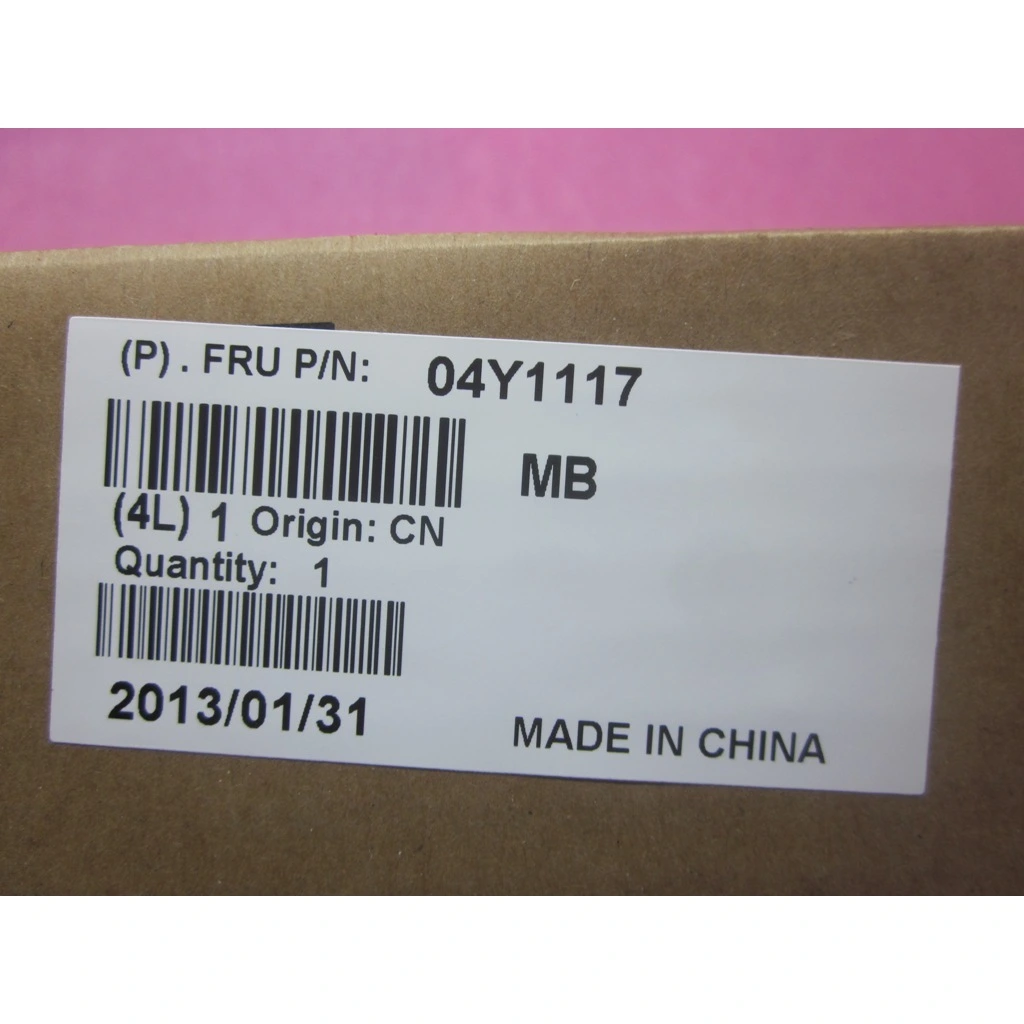 (P) . FRU P/N: 04Y1117
MB
(4L) 1 Origin: CN
Quantity: 1
2013/01/31
MADE IN CHINA